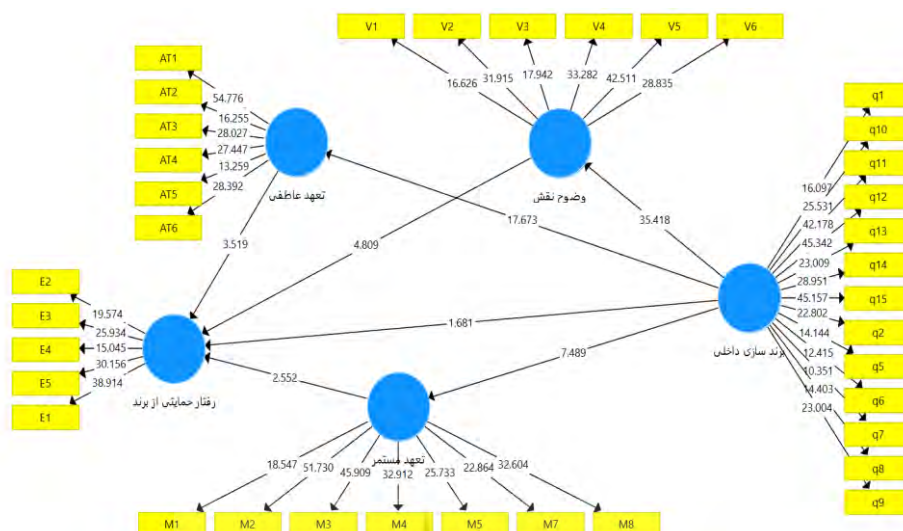 V1
V2
V3
V4
V5
V6
16.626
31.915
17.942
33.282
42.511
28.835
AT1
AT2
AT3
AT4
AT5
AT6
54.776
16.255
28.027
27.447
13.259
28.392
تعهد عاطفی
وضوح نقش
q1
q10
q11
q12
q13
q14
q15
q2
q5
q6
q7
q8
q9
16.097
25.531
42.178
45.342
23.009
28.951
45.157
22.802
14.144
12.415
10.351
14.403
23.004
برند سازی داخلی
17.673
35.418
3.519
4.809
1.681
7.489
2.552
E2
E3
E4
E5
E1
19.574
25.934
15.045
30.156
38.914
رفتار حمایتی از برند
تعهد مستمر
18.547
51.730
45.909
32.912
25.733
22.864
32.604
M1
M2
M3
M4
M5
M7
M8